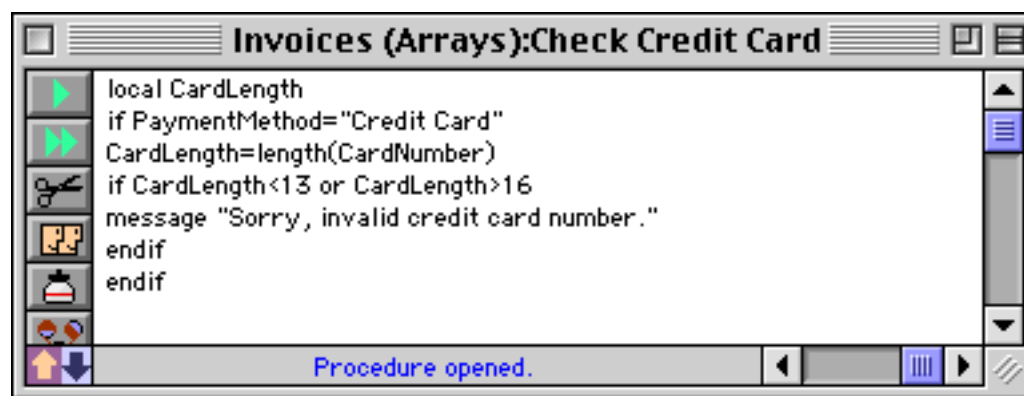 Invoices (Arrays):Check Credit Card
local CardLength
if PaymentMethod="Credit Card"
CardLength=length(CardNumber)
if CardLength<13 or CardLength>16
message "Sorry, invalid credit card number."
endif
endif
Procedure opened.